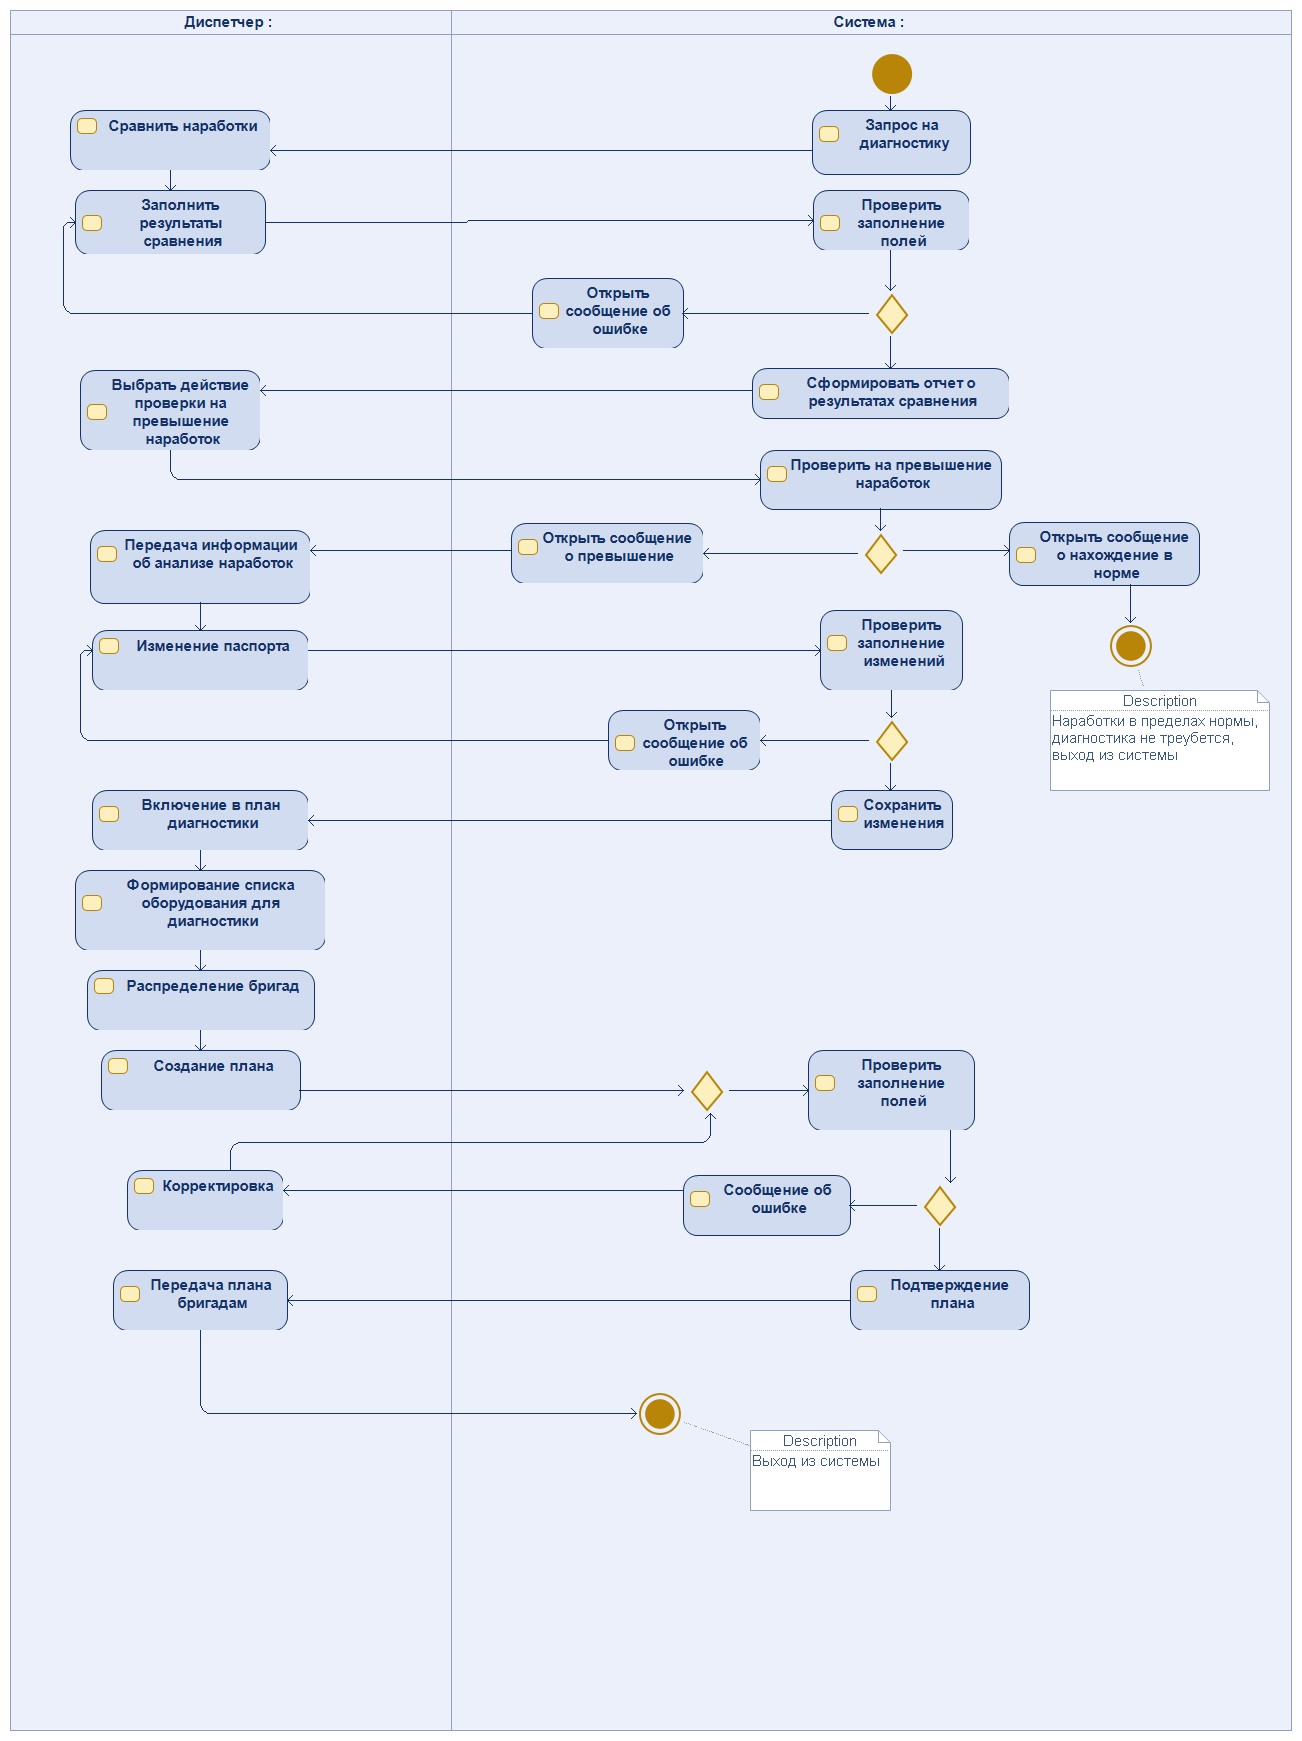 Диспетчер :
Система :
Сравнить наработки
Запрос на
диагностику
Заполнить
результаты
сравнения
Проверить
заполнение
полей
Открыть
сообщение об
ошибке
Выбрать действие
проверки на
превышение
наработок
Сформировать отчет о
результатах сравнения
Проверить на превышение
наработок
Передача информации
об анализе наработок
Открыть сообщение
о превышение
Открыть сообщение
о нахождение в
норме
Изменение паспорта
Проверить
заполнение
изменений
Description
Наработки в пределах нормы,
диагностика не треубется,
выход из системы
Открыть
сообщение об
ошибке
Включение в план
диагностики
Сохранить
изменения
Формирование списка
оборудования для
диагностики
Распределение бригад
Создание плана
Проверить
заполнение
полей
Корректировка
Сообщение об
ошибке
Передача плана
бригадам
Подтверждение
плана
Description
Выход из системы